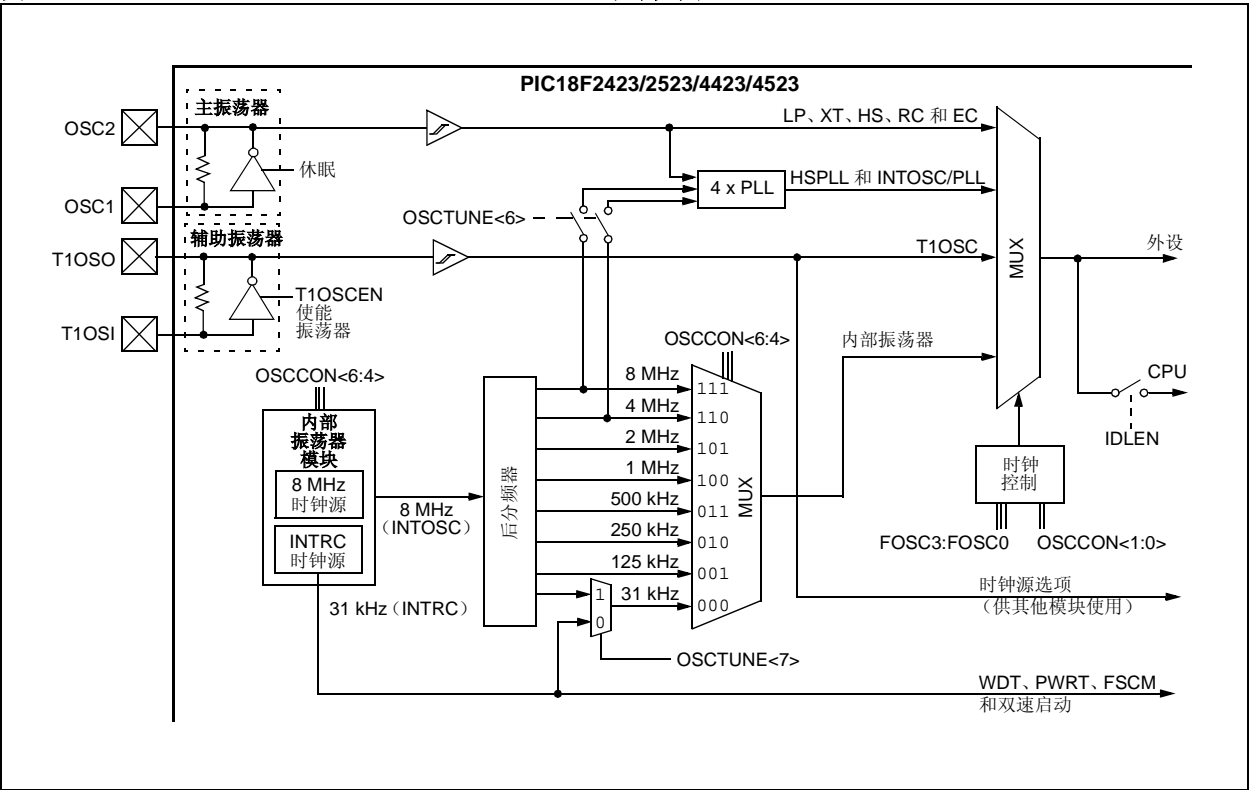 PIC18F2423/2523/4423/4523
主振荡器
OSC2
LP、XT、HS、RC 和 EC
休眠
4 x PLL
HSPLL 和 INTOSC/PLL
OSC1
OSCTUNE<6>
辅助振荡器
T1OSO
T1OSC
MUX
外设
T1OSCEN
使能
振荡器
T1OSI
OSCCON<6:4>
内部振荡器
OSCCON<6:4>
8 MHz
111
CPU
4 MHz
110
内部
振荡器
模块
IDLEN
2 MHz
101
8 MHz
时钟源
1 MHz
100
时钟
控制
后分频器
MUX
8 MHz
（INTOSC）
500 kHz
011
INTRC
时钟源
250 kHz
010
FOSC3:FOSC0
OSCCON<1:0>
125 kHz
001
31 kHz（INTRC）
1
0
31 kHz
000
时钟源选项
（供其他模块使用）
OSCTUNE<7>
WDT、PWRT、FSCM
和双速启动